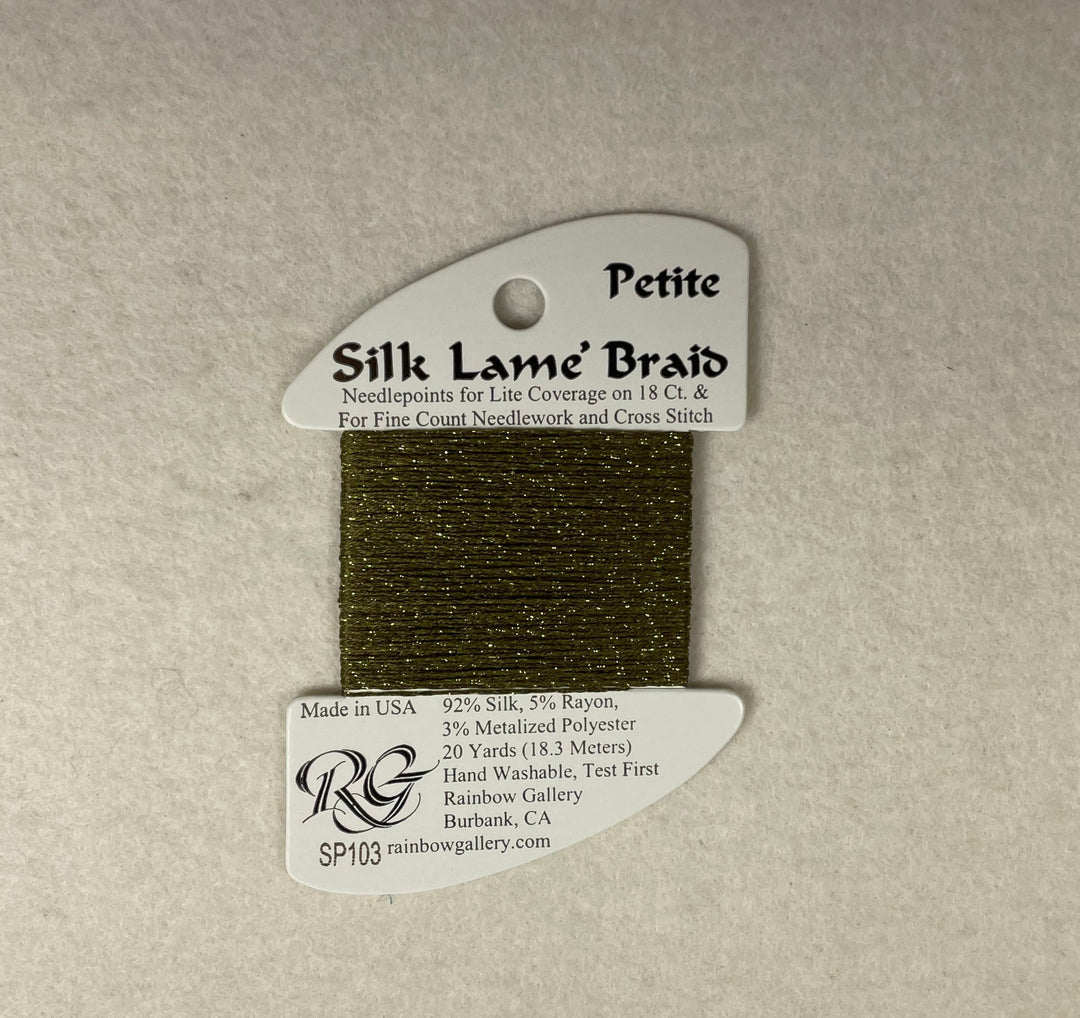 Petite
Silk Lame' Braid
Needlepoints for Lite Coverage on 18 Ct. &
For Fine Count Needlework and Cross Stitch
Made in USA
92% Silk, 5% Rayon,
3% Metalized Polyester
20 Yards (18.3 Meters)
Hand Washable, Test First
Rainbow Gallery
Burbank, CA
rainbowgallery.com
RG
SP103